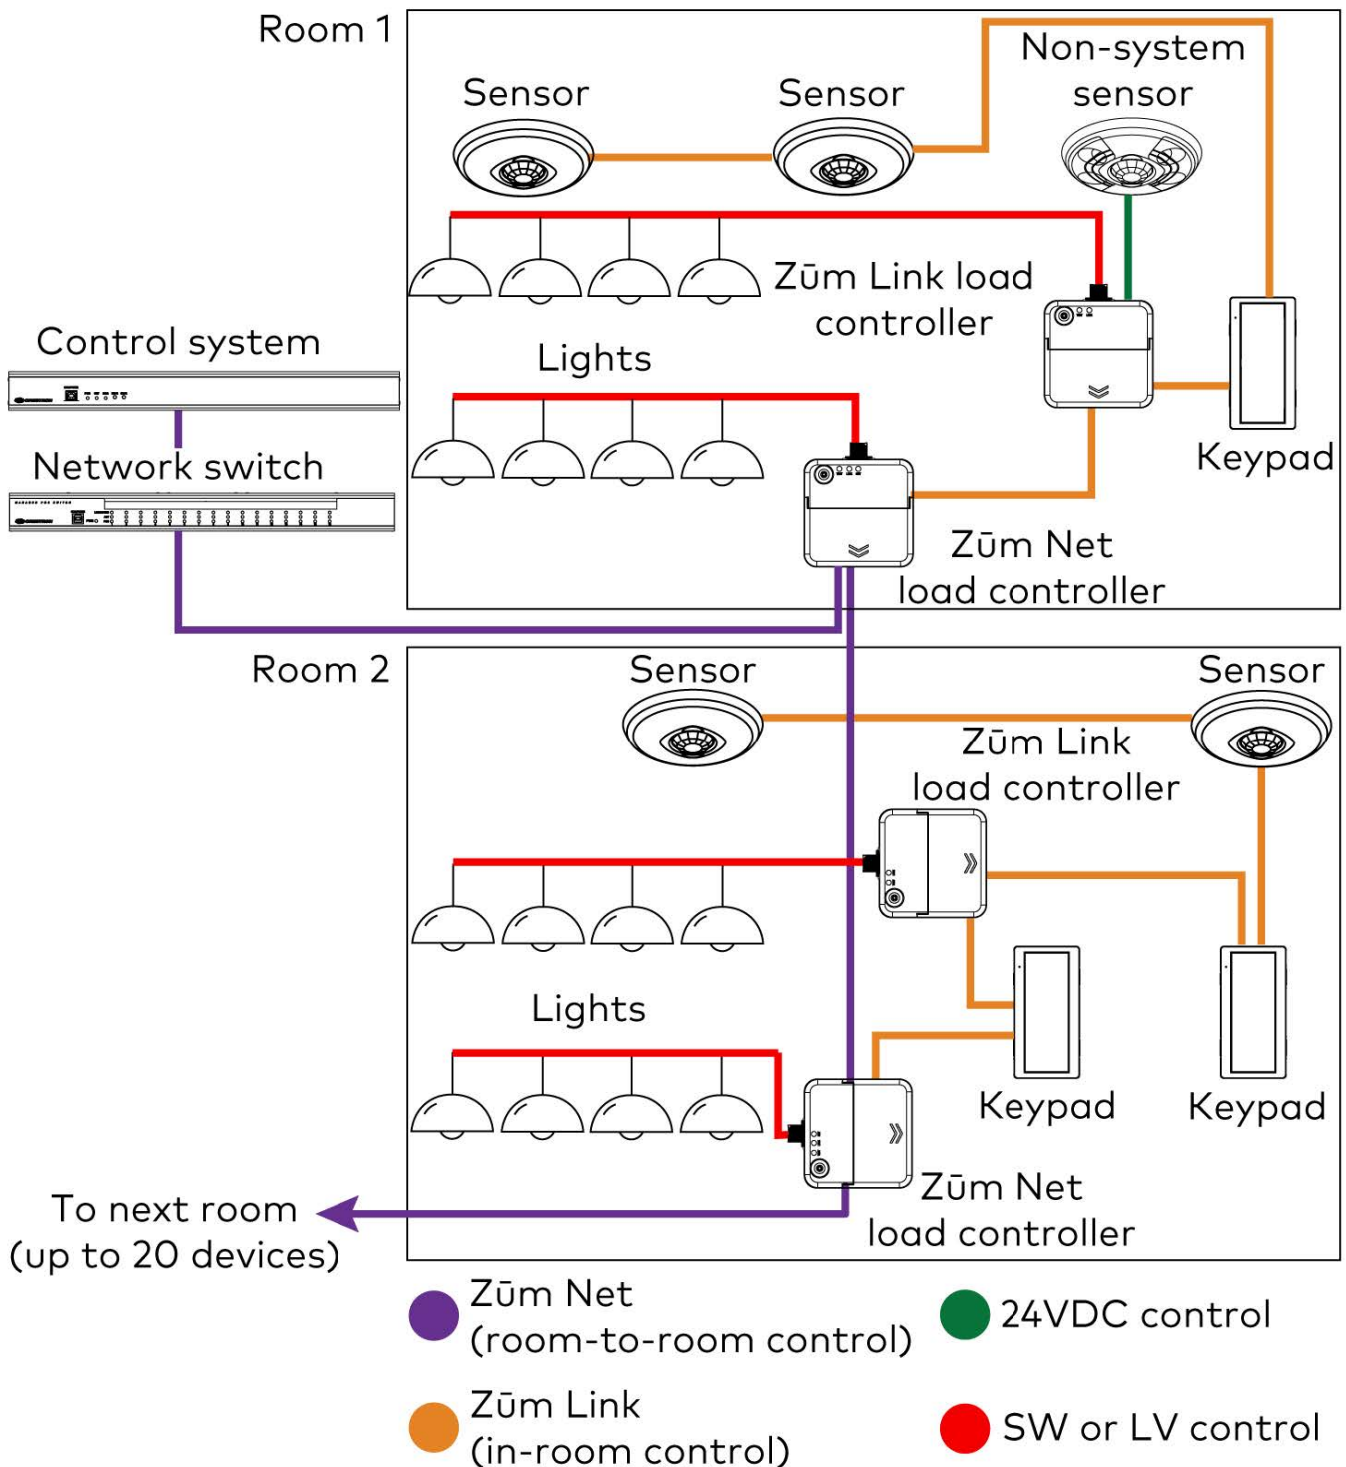 Room 1
Non-system
sensor
Sensor
Sensor
Zūm Link load
controller
Control system
Lights
Keypad
Network switch
Zūm Net
load controller
Room 2
Sensor
Sensor
Zūm Link
load controller
Lights
Keypad
Keypad
Zūm Net
load controller
To next room
(up to 20 devices)
Zūm Net
(room-to-room control)
24VDC control
Zūm Link
(in-room control)
SW or LV control